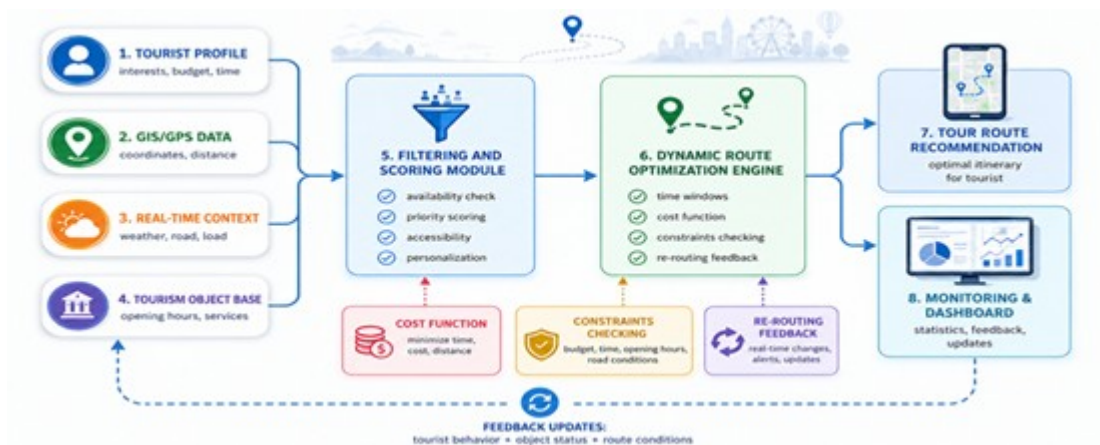 1. TOURIST PROFILE
interests, budget, time
2. GIS/GPS DATA
coordinates, distance
3. REAL-TIME CONTEXT
weather, road, load
4. TOURISM OBJECT BASE
opening hours, services
5. FILTERING AND
SCORING MODULE
availability check
priority scoring
accessibility
personalization
6. DYNAMIC ROUTE
OPTIMIZATION ENGINE
time windows
cost function
constraints checking
re-routing feedback
7. TOUR ROUTE
RECOMMENDATION
optimal itinerary
for tourist
8. MONITORING &
DASHBOARD
statistics, feedback,
updates
COST FUNCTION
minimize time,
cost, distance
CONSTRAINTS
CHECKING
budget, time, opening hours,
road conditions
RE-ROUTING
FEEDBACK
real-time changes,
alerts, updates
FEEDBACK UPDATES:
tourist behavior • object status • route conditions